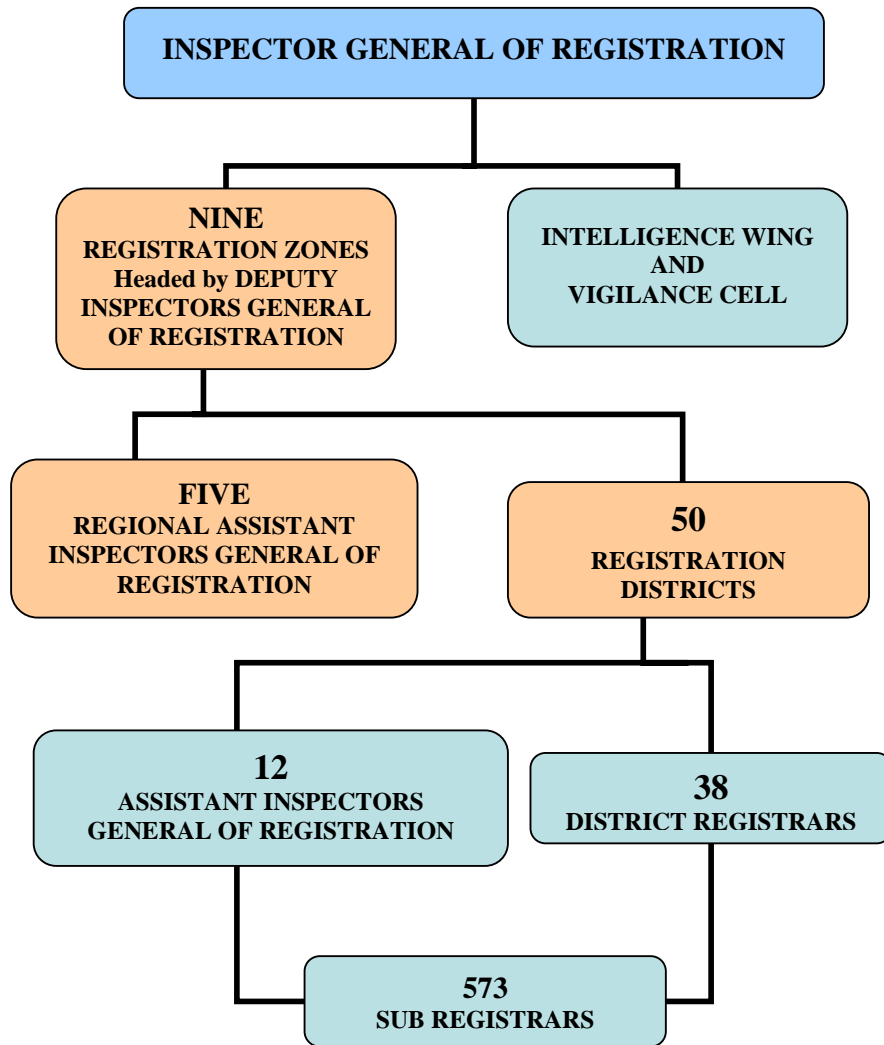 INSPECTOR GENERAL OF REGISTRATION
NINE
REGISTRATION ZONES
Headed by DEPUTY
INSPECTORS GENERAL
OF REGISTRATION
INTELLIGENCE WING
AND
VIGILANCE CELL
FIVE
REGIONAL ASSISTANT
INSPECTORS GENERAL OF
REGISTRATION
50
REGISTRATION
DISTRICTS
12
ASSISTANT INSPECTORS
GENERAL OF REGISTRATION
38
DISTRICT REGISTRARS
573
SUB REGISTRARS